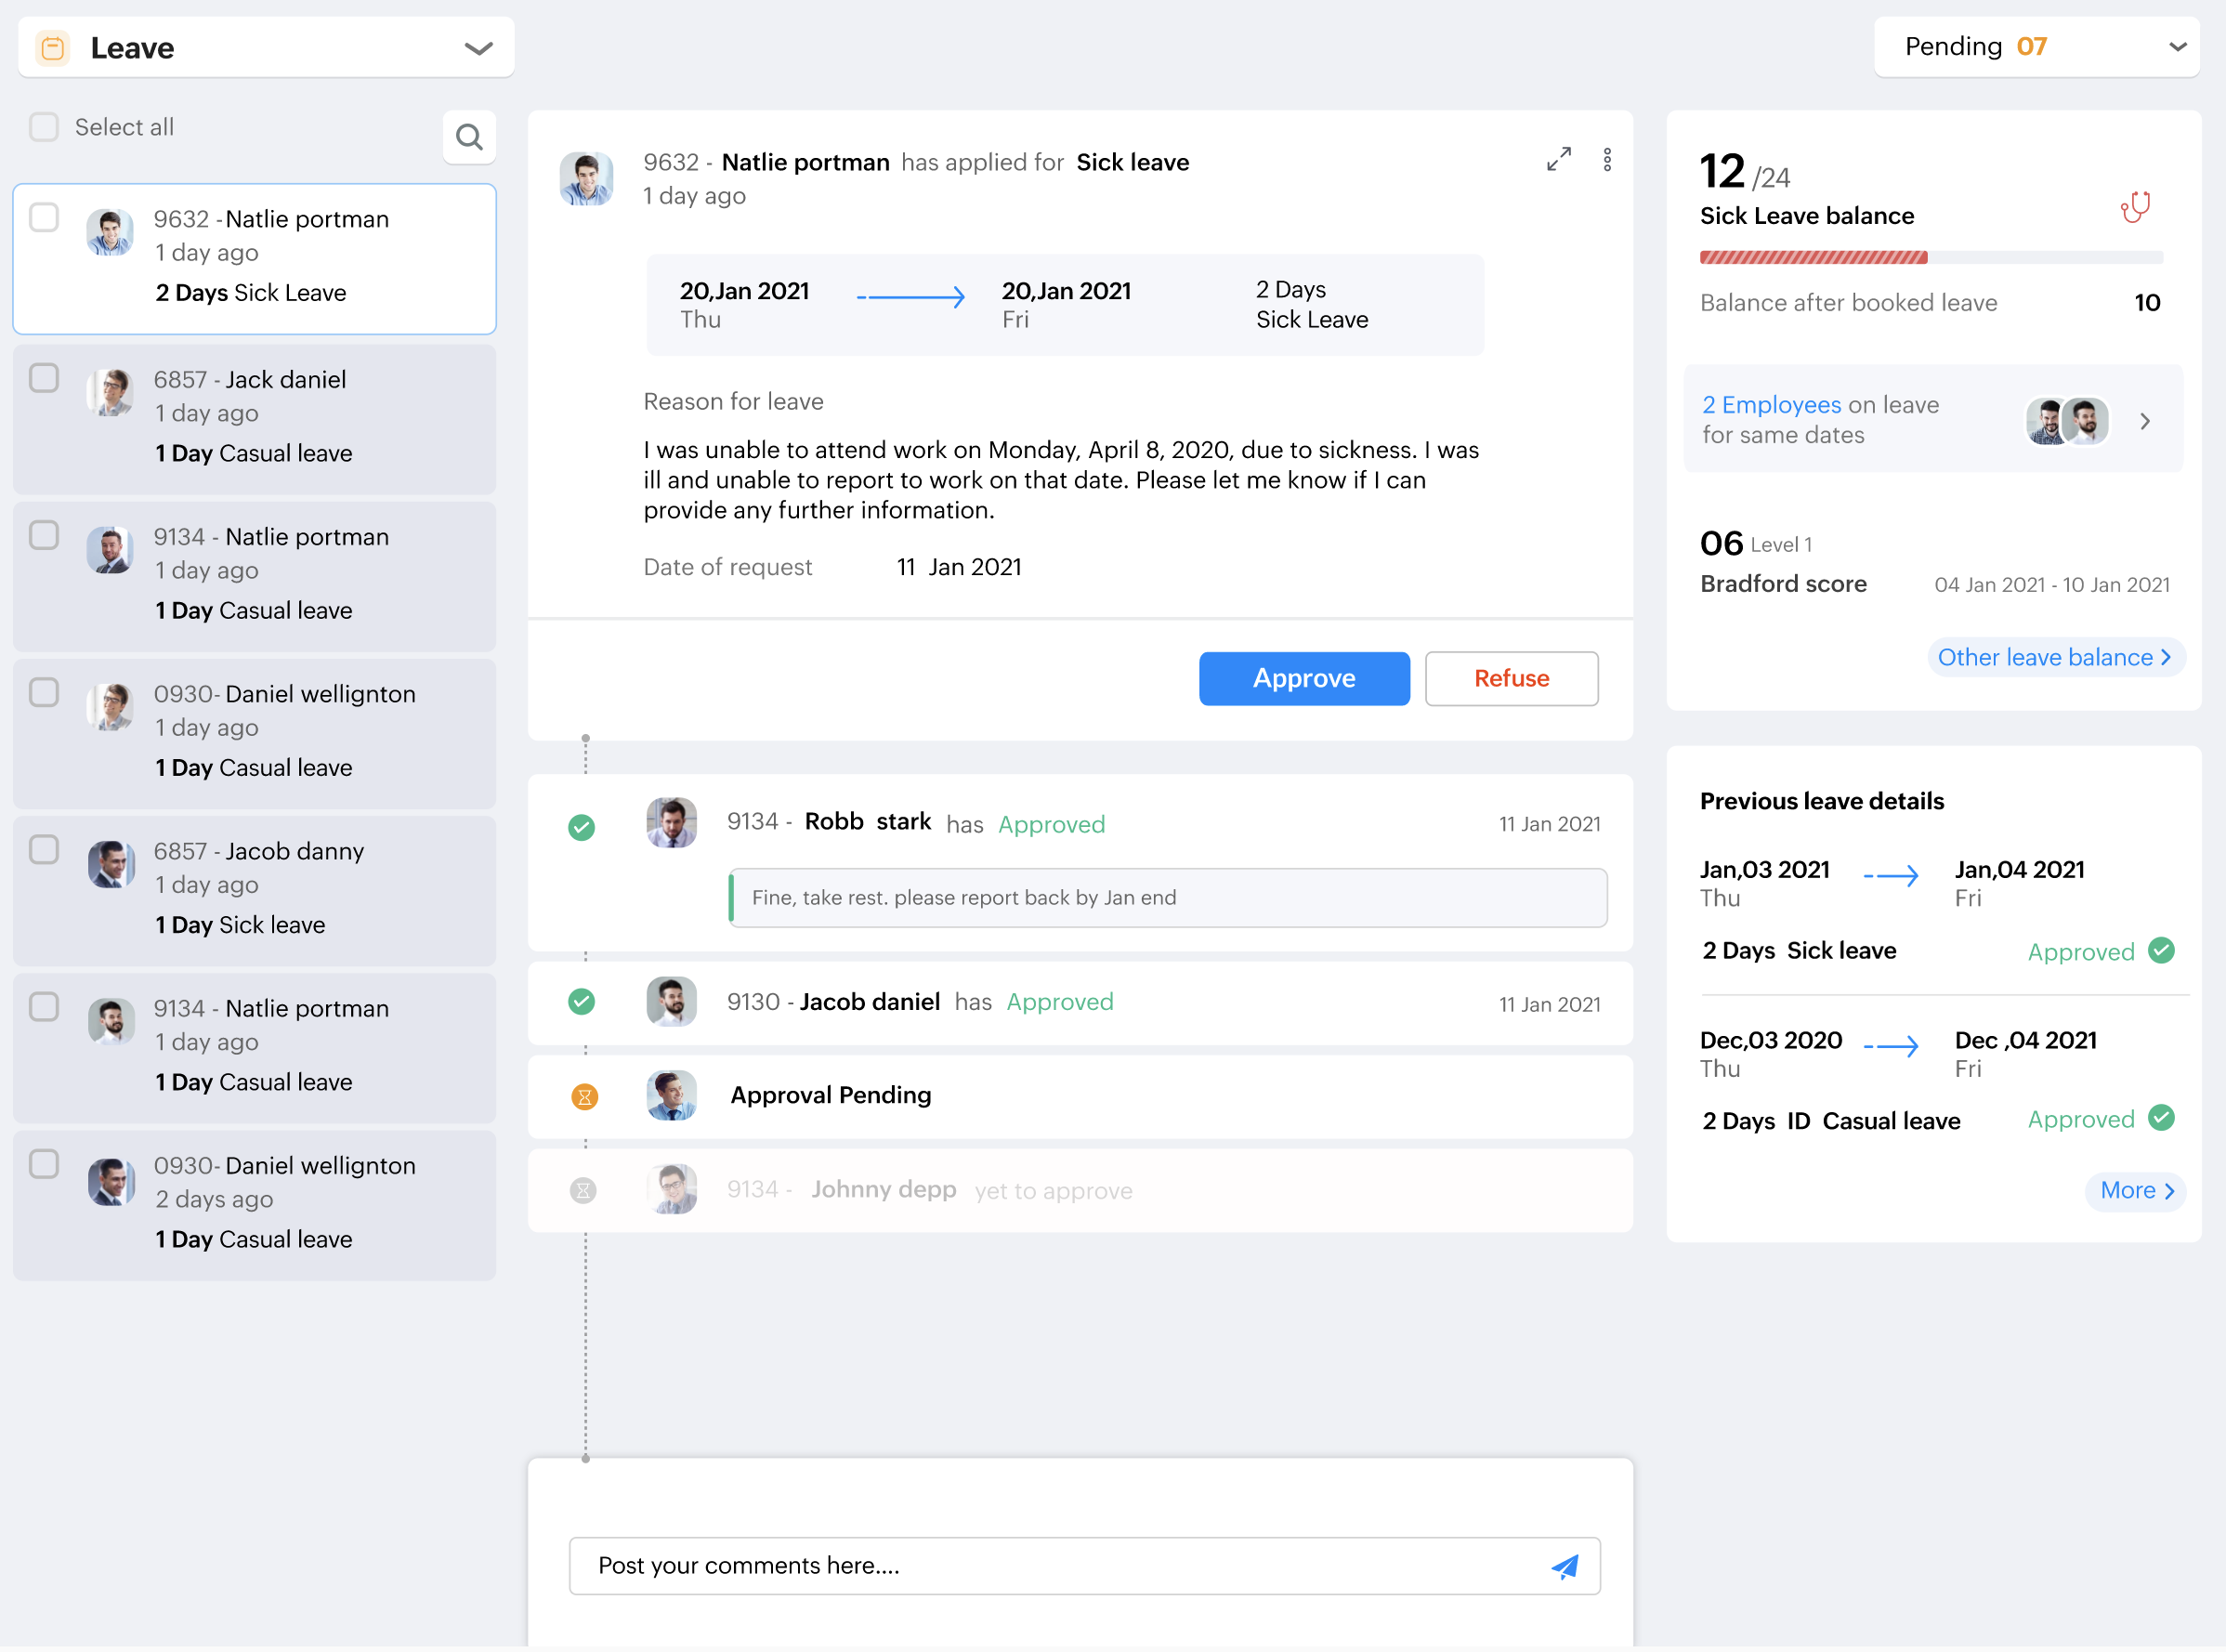 Leave
Pending 07
Select all
9632 - Natlie portman
1 day ago
2 Days Sick Leave
6857 - Jack daniel
1 day ago
1 Day Casual leave
9134 - Natlie portman
1 day ago
1 Day Casual leave
0930- Daniel wellignton
1 day ago
1 Day Casual leave
6857 - Jacob danny
1 day ago
1 Day Sick leave
9134 - Natlie portman
1 day ago
1 Day Casual leave
0930- Daniel wellignton
2 days ago
1 Day Casual leave
9632 - Natlie portman has applied for Sick leave
1 day ago
20,Jan 2021
Thu
20,Jan 2021
Fri
2 Days
Sick Leave
Reason for leave
I was unable to attend work on Monday, April 8, 2020, due to sickness. I was
ill and unable to report to work on that date. Please let me know if I can
provide any further information.
Date of request 11 Jan 2021
Approve
Refuse
9134 - Robb stark has Approved 11 Jan 2021
Fine, take rest. please report back by Jan end
9130 - Jacob daniel has Approved 11 Jan 2021
Approval Pending
9134 - Johnny depp yet to approve
Post your comments here....
12 /24
Sick Leave balance
Balance after booked leave 10
2 Employees on leave
for same dates
06 Level 1
Bradford score 04 Jan 2021 - 10 Jan 2021
Other leave balance
Previous leave details
Jan,03 2021
Thu
Jan,04 2021
Fri
2 Days Sick leave Approved
Dec,03 2020
Thu
Dec ,04 2021
Fri
2 Days ID Casual leave Approved
More